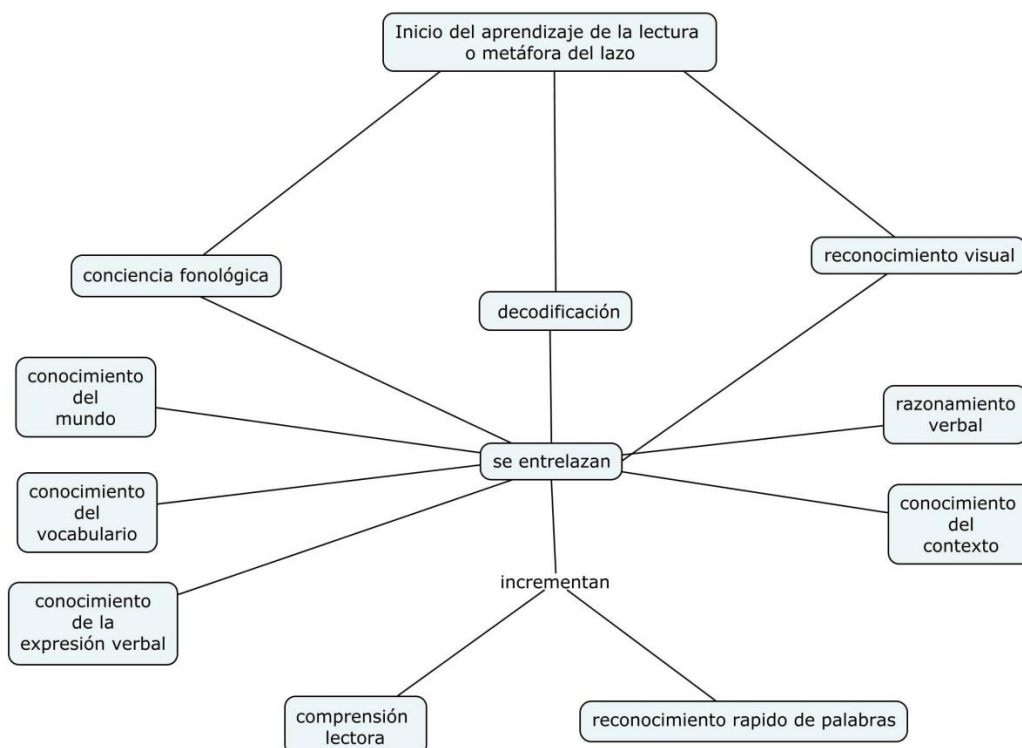 Inicio del aprendizaje de la lectura
o metáfora del lazo
conciencia fonológica
decodificación
reconocimiento visual
conocimiento
del
mundo
conocimiento
del
vocabulario
conocimiento
de la
expresión verbal
se entrelazan
razonamiento
verbal
conocimiento
del
contexto
incrementan
comprensión
lectora
reconocimiento rapido de palabras